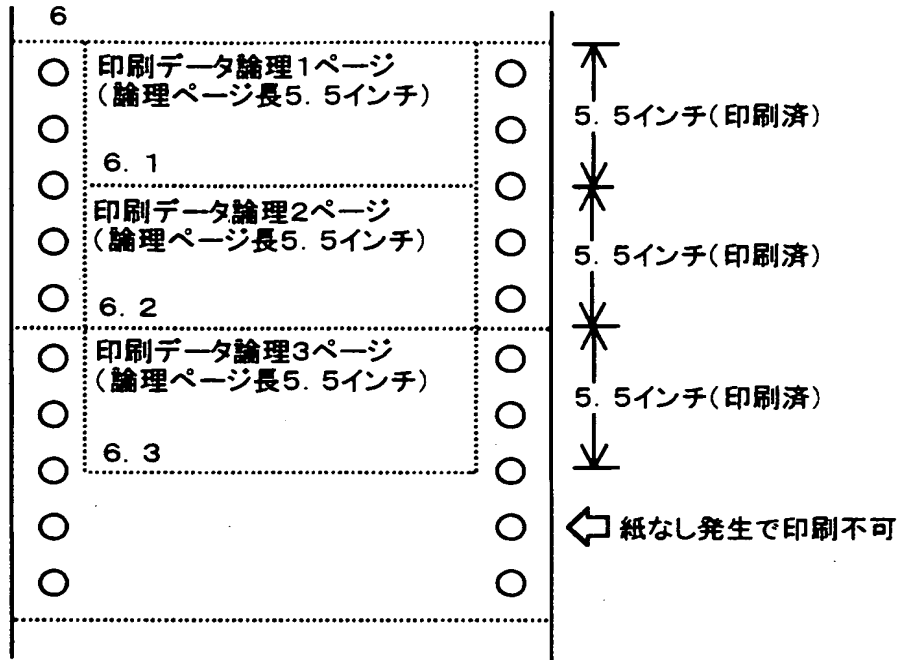 6
印刷データ論理1ページ
(論理ページ長5.5インチ)
6.1
印刷データ論理2ページ
(論理ページ長5.5インチ)
6.2
印刷データ論理3ページ
(論理ページ長5.5インチ)
6.3
5.5インチ(印刷済)
5.5インチ(印刷済)
5.5インチ(印刷済)
紙なし発生で印刷不可